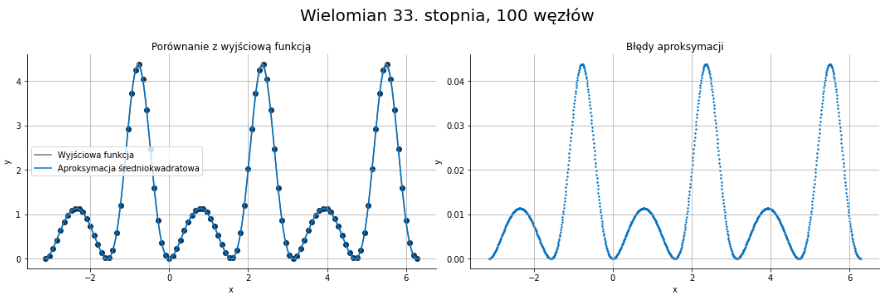 Wielomian 33. stopnia, 100 węzłów
Porównanie z wyjściową funkcją
4
3
2
1
0
y
−2
0
2
4
6
x
Wyjściowa funkcja
Aproksymacja średniokwadratowa
Błędy aproksymacji
0.04
0.03
0.02
0.01
0.00
y
−2
0
2
4
6
x